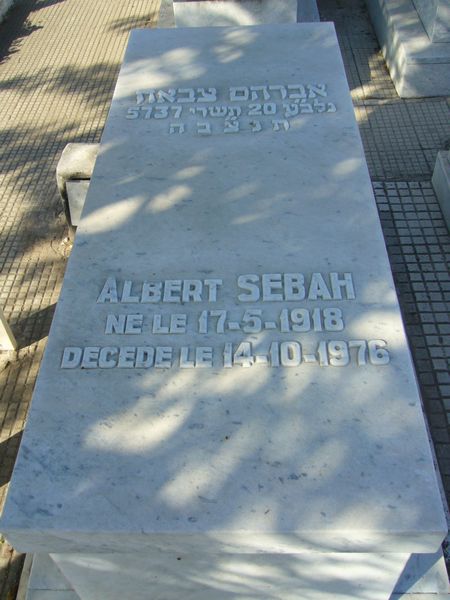 אברהם צבאח
נלב״ע 20 תשרי 5737
ת נ צ ב ה
ALBERT SEBAH
NE LE 17-5-1918
DECEDE LE 14-10-1976